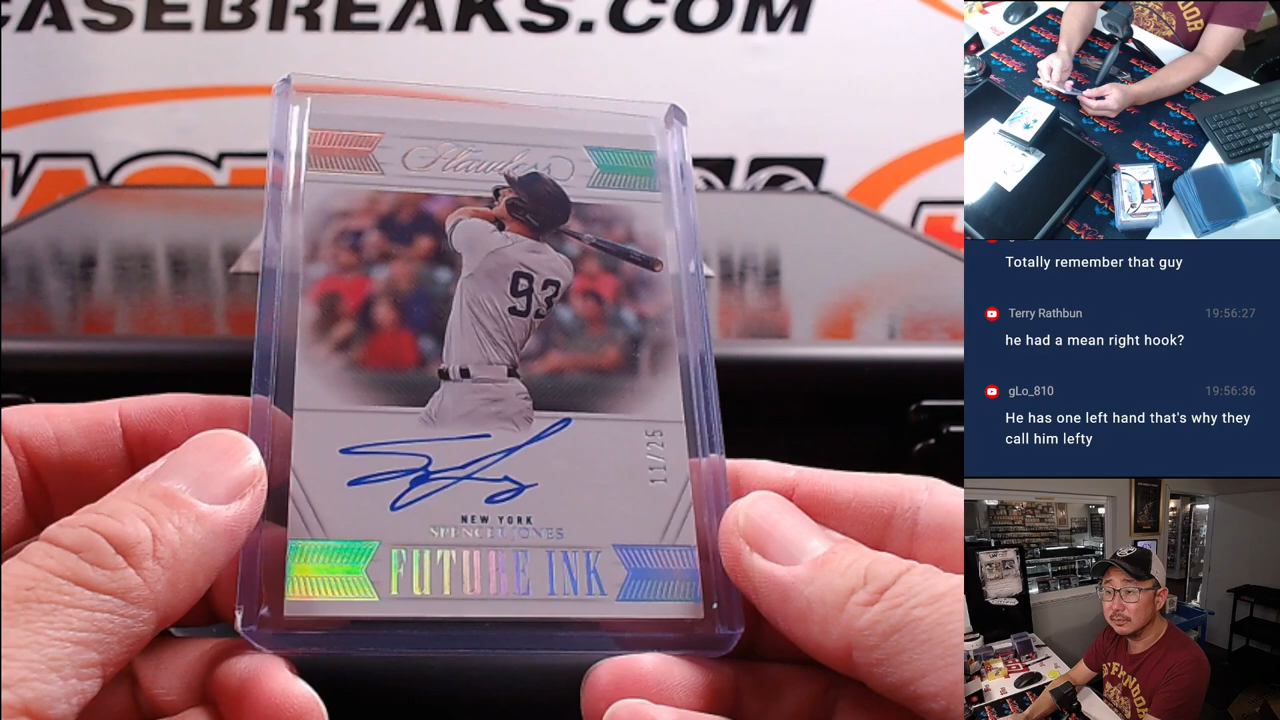 CASEBREAKS.COM
Flawless
93
11/25
NEW YORK
SPENCER JONES
FUTURE INK
Totally remember that guy
Terry Rathbun 19:56:27
he had a mean right hook?
gLo_810 19:56:36
He has one left hand that's why they
call him lefty